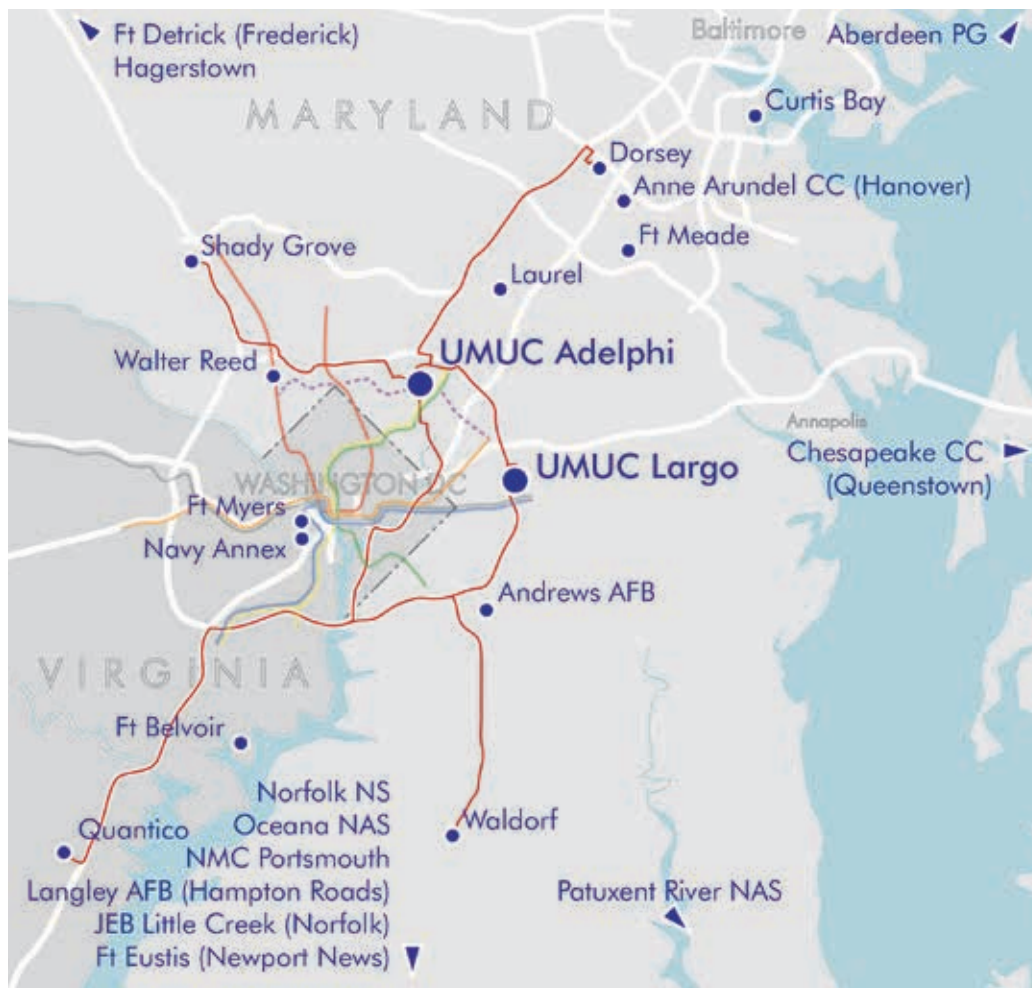 Ft Detrick (Frederick)
Hagerstown
Baltimore
Aberdeen PG
Curtis Bay
MARYLAND
Dorsey
Anne Arundel CC (Hanover)
Ft Meade
Shady Grove
Laurel
UMUC Adelphi
Walter Reed
Annapolis
Chesapeake CC
(Queenstown)
UMUC Largo
WASHINGTON DC
Ft Myers
Navy Annex
Andrews AFB
VIRGINIA
Ft Belvoir
Norfolk NS
Oceana NAS
NMC Portsmouth
Langley AFB (Hampton Roads)
JEB Little Creek (Norfolk)
Ft Eustis (Newport News)
Quantico
Waldorf
Patuxent River NAS